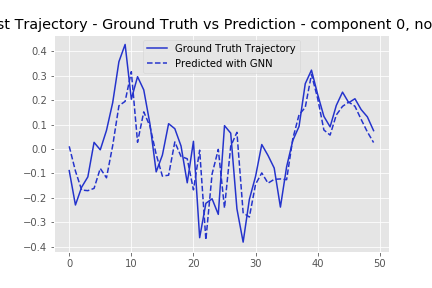 st Trajectory - Ground Truth vs Prediction - component 0, no
Ground Truth Trajectory
Predicted with GNN
0.4
0.3
0.2
0.1
0.0
−0.1
−0.2
−0.3
−0.4
0 10 20 30 40 50